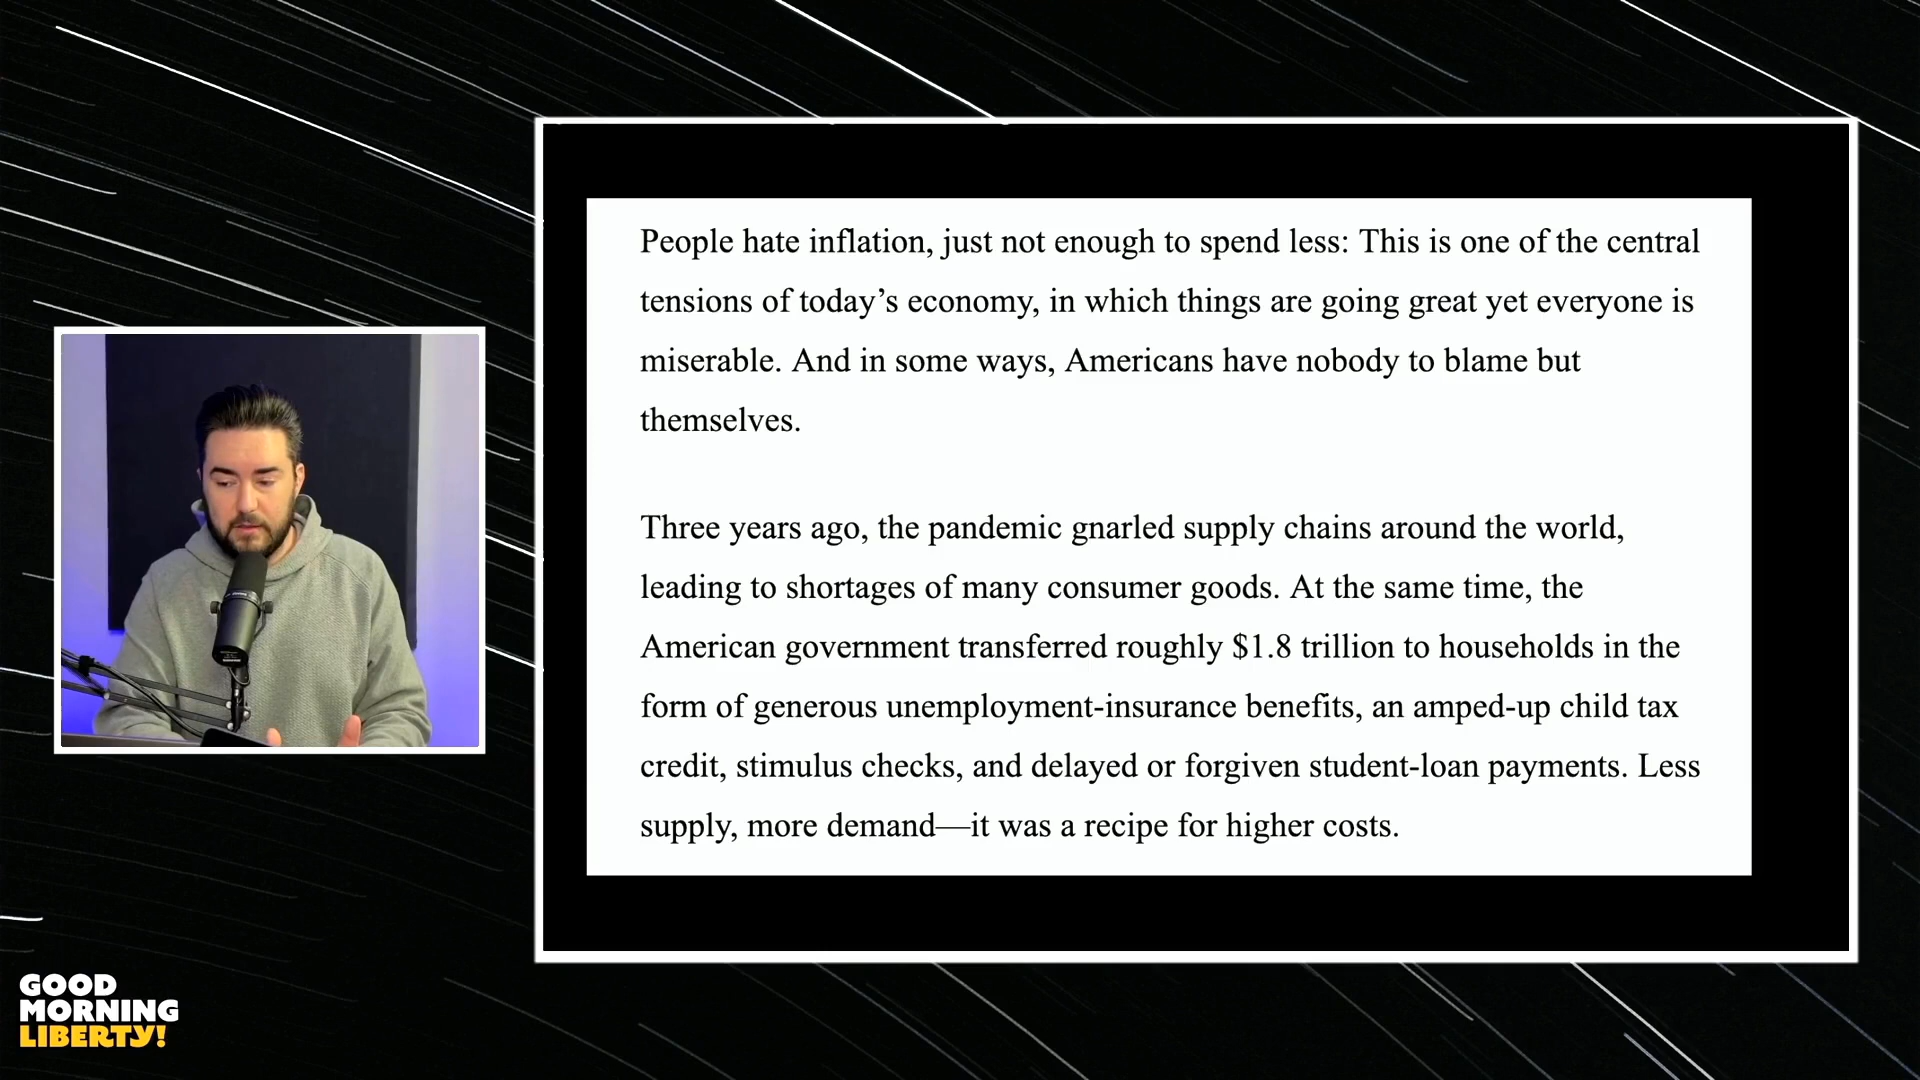 People hate inflation, just not enough to spend less: This is one of the central
tensions of today’s economy, in which things are going great yet everyone is
miserable. And in some ways, Americans have nobody to blame but
themselves.
Three years ago, the pandemic gnarled supply chains around the world,
leading to shortages of many consumer goods. At the same time, the
American government transferred roughly $1.8 trillion to households in the
form of generous unemployment-insurance benefits, an amped-up child tax
credit, stimulus checks, and delayed or forgiven student-loan payments. Less
supply, more demand—it was a recipe for higher costs.
GOOD
MORNING
LIBERTY!